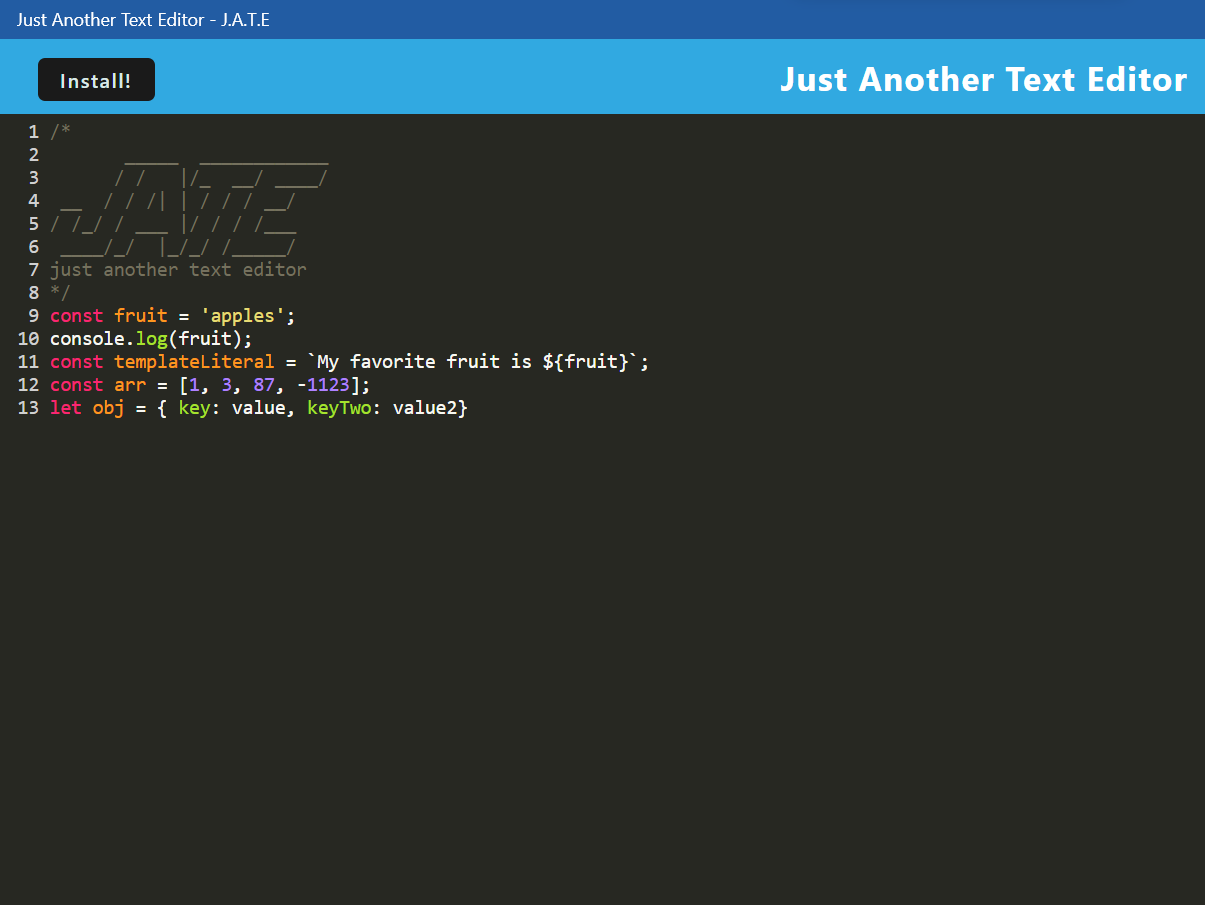 Just Another Text Editor - J.A.T.E
Install!
Just Another Text Editor
1 /*
2        _____  ____________
3       / /   |/_  __/ ____/
4  __  / / /| | / / / __/
5 / /_/ / ___ |/ / / /___
6  ____/_/  |_/_/ /_____/
7 just another text editor
8 */
9 const fruit = 'apples';
10 console.log(fruit);
11 const templateLiteral = `My favorite fruit is ${fruit}`;
12 const arr = [1, 3, 87, -1123];
13 let obj = { key: value, keyTwo: value2}